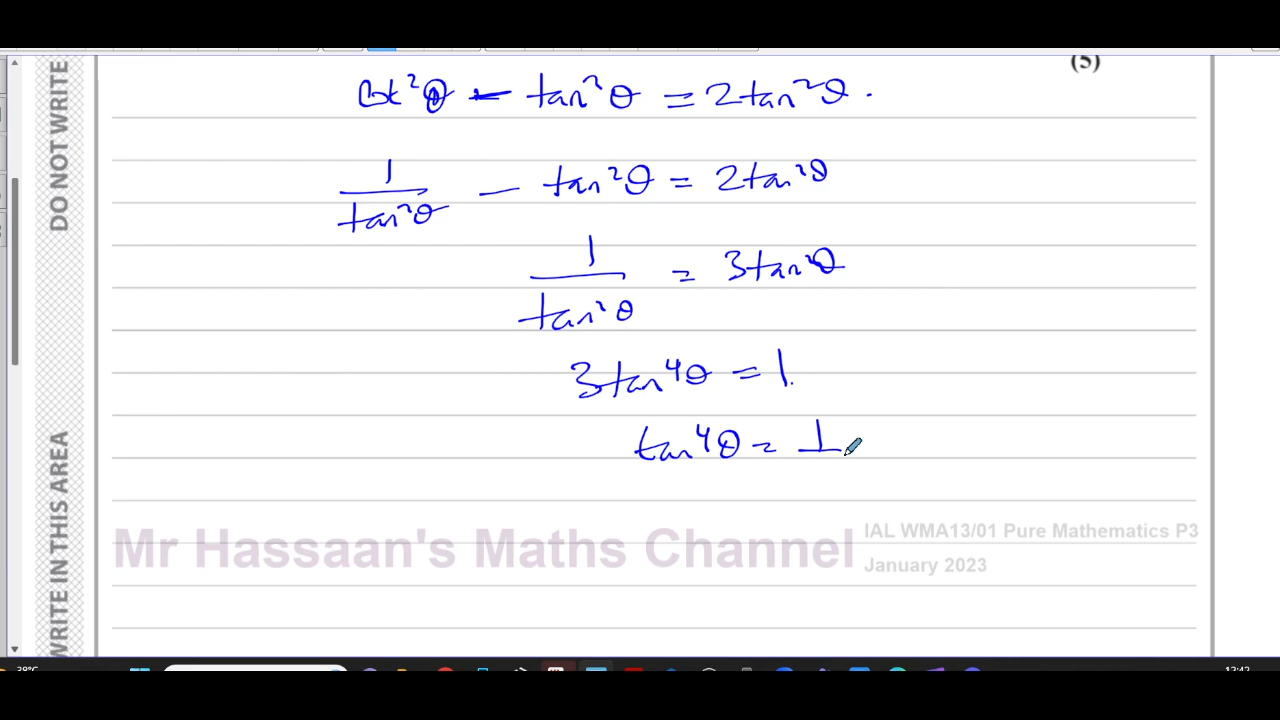 (5)
cot²θ - tan²θ = 2tan²θ.
1/tan²θ - tan²θ = 2tan²θ
1/tan²θ = 3tan²θ
3tan⁴θ = 1.
tan⁴θ = 1
DO NOT WRITE
WRITE IN THIS AREA
Mr Hassaan's Maths Channel
IAL WMA13/01 Pure Mathematics P3
January 2023